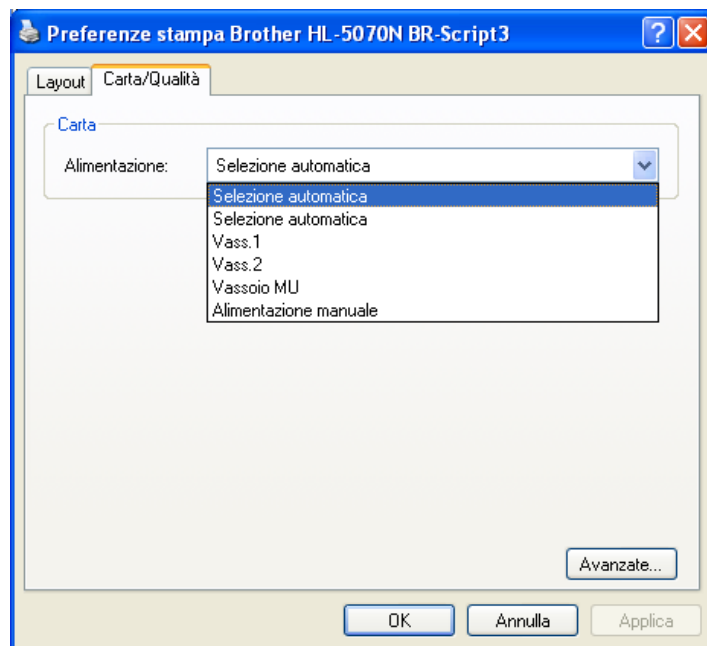 Preferenze stampa Brother HL-5070N BR-Script3
Layout
Carta/Qualità
Carta
Alimentazione:
Selezione automatica
Selezione automatica
Selezione automatica
Vass.1
Vass.2
Vassoio MU
Alimentazione manuale
Avanzate...
OK
Annulla
Applica